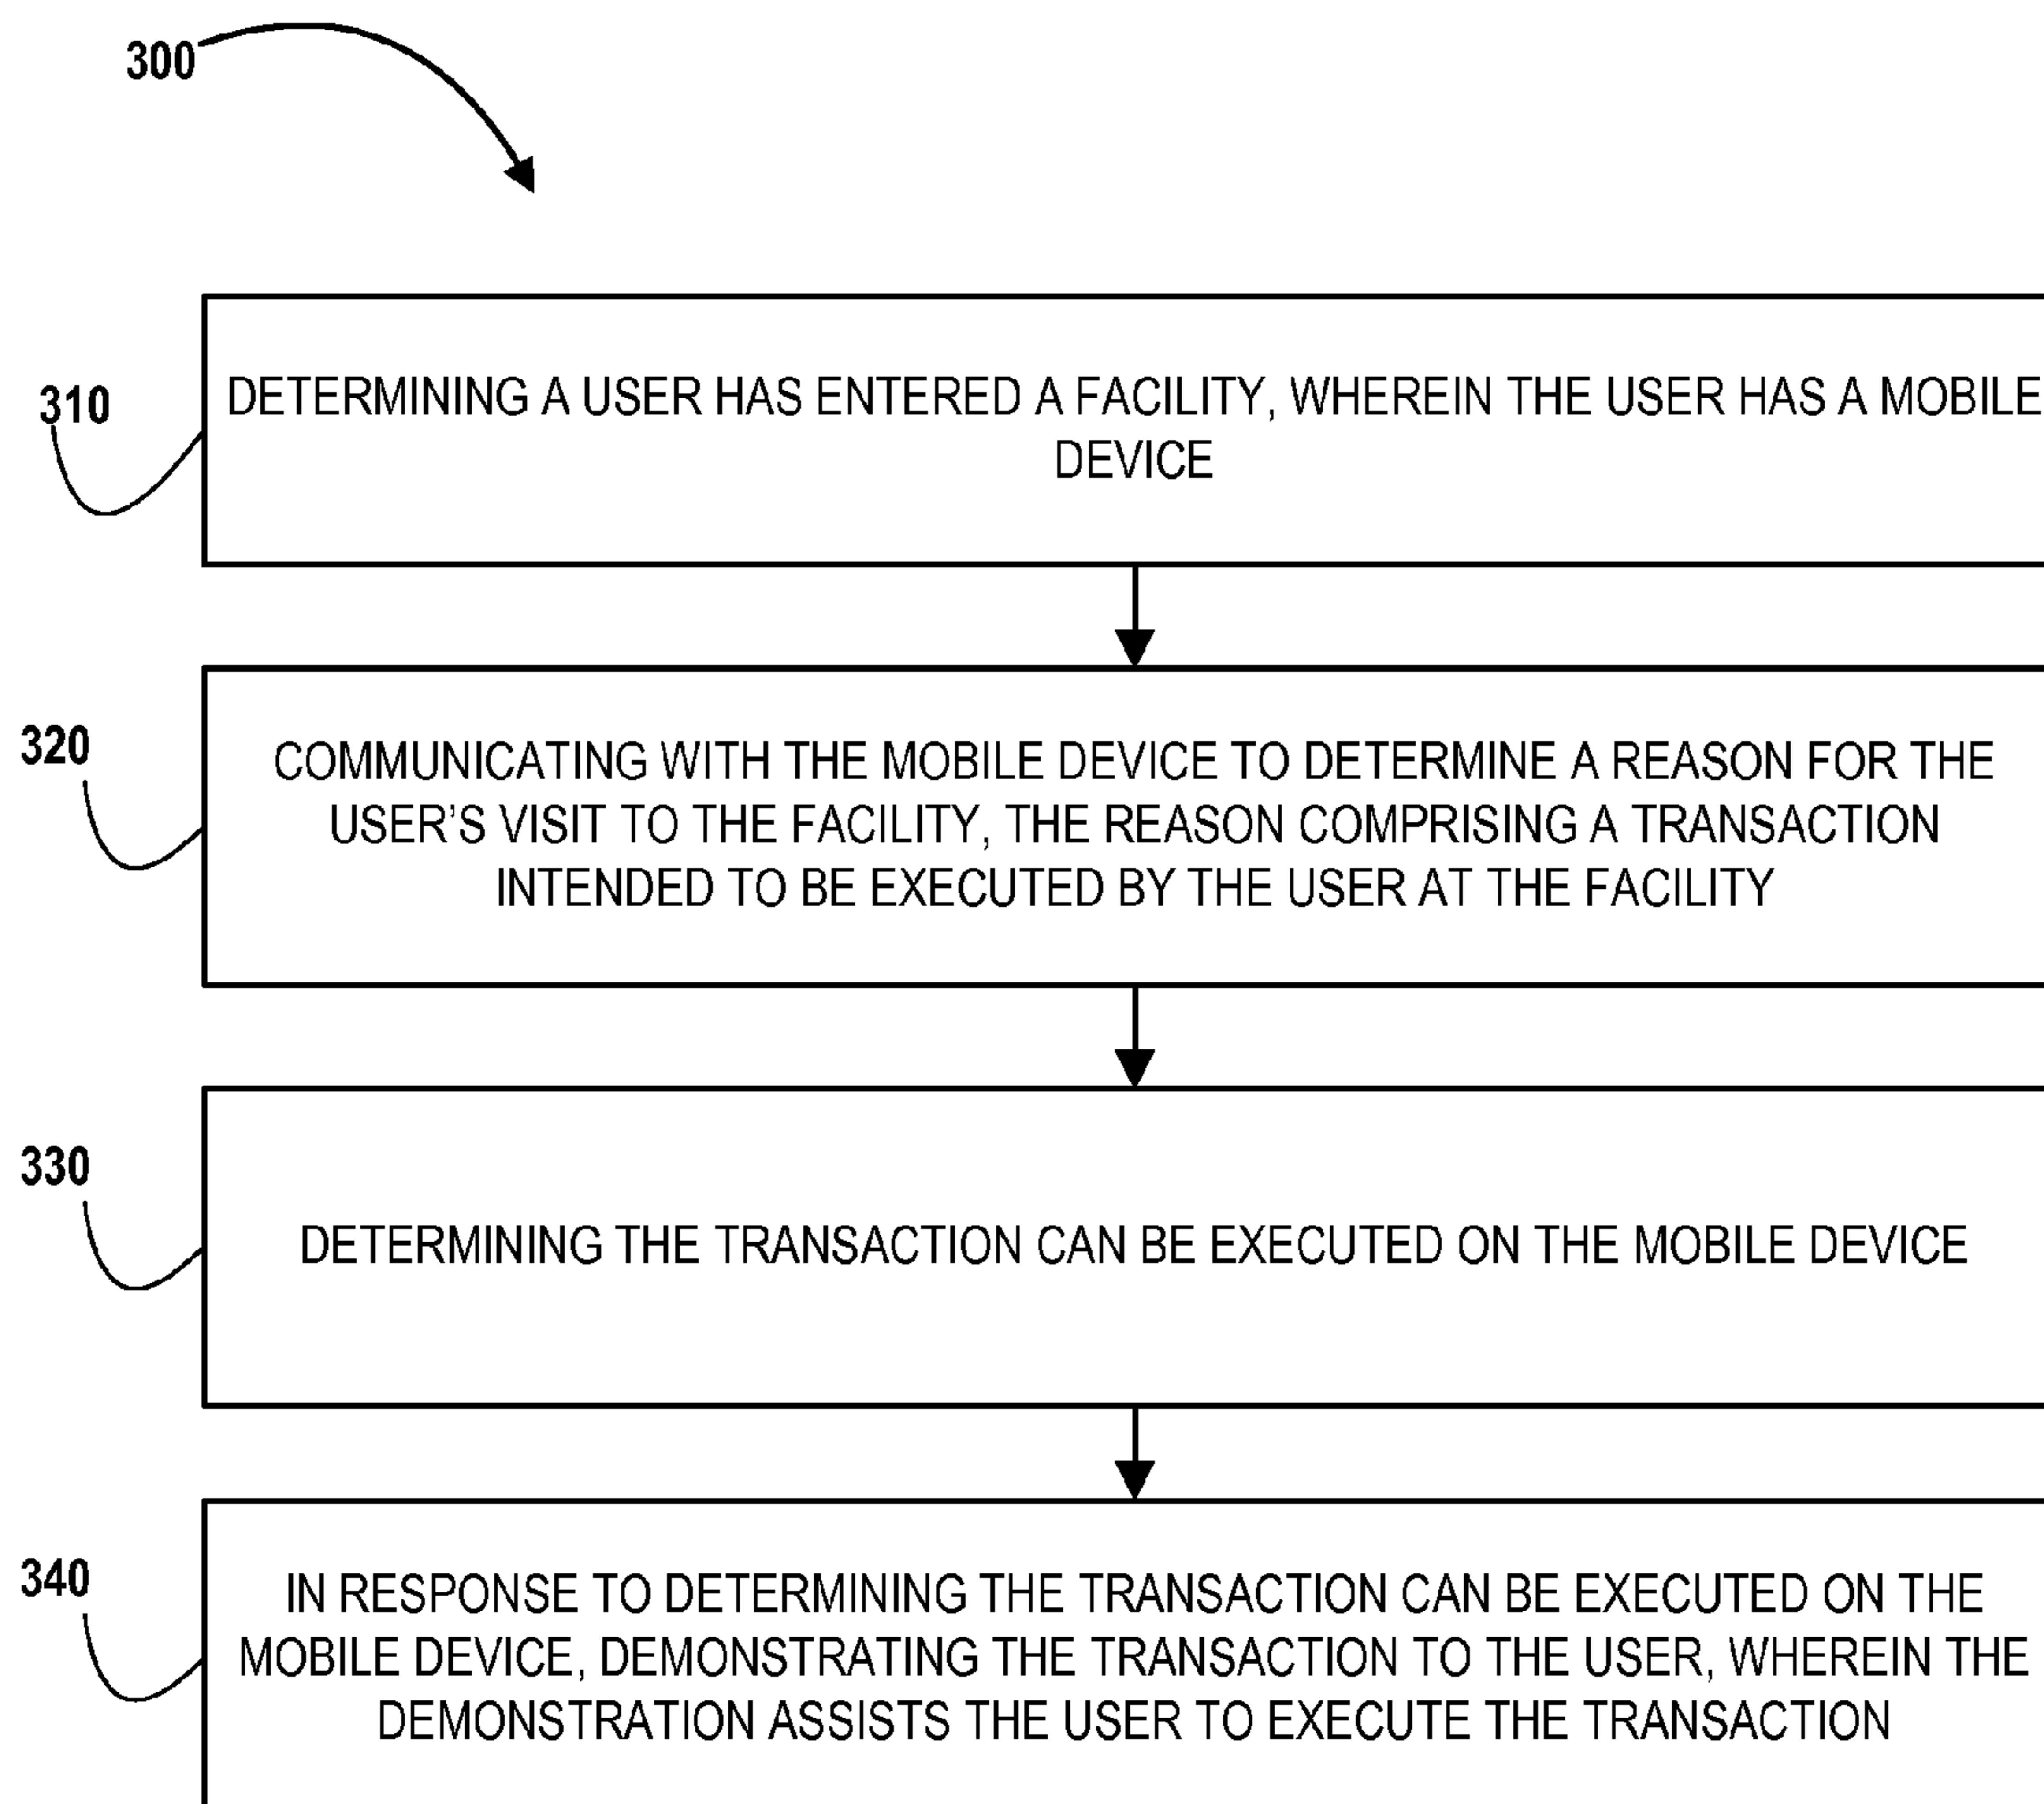 300
310
DETERMINING A USER HAS ENTERED A FACILITY, WHEREIN THE USER HAS A MOBILE
DEVICE
320
COMMUNICATING WITH THE MOBILE DEVICE TO DETERMINE A REASON FOR THE
USER'S VISIT TO THE FACILITY, THE REASON COMPRISING A TRANSACTION
INTENDED TO BE EXECUTED BY THE USER AT THE FACILITY
330
DETERMINING THE TRANSACTION CAN BE EXECUTED ON THE MOBILE DEVICE
340
IN RESPONSE TO DETERMINING THE TRANSACTION CAN BE EXECUTED ON THE
MOBILE DEVICE, DEMONSTRATING THE TRANSACTION TO THE USER, WHEREIN THE
DEMONSTRATION ASSISTS THE USER TO EXECUTE THE TRANSACTION